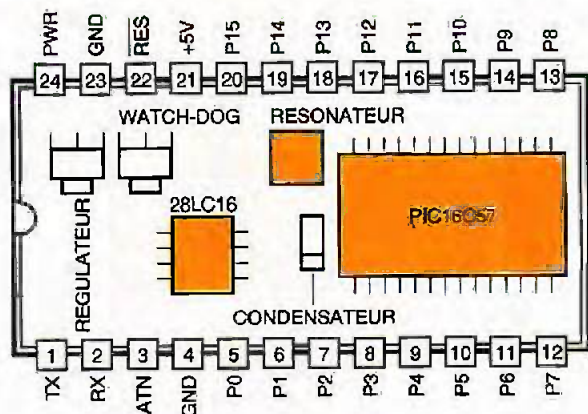 PWR GND RES +5V P15 P14 P13 P12 P11 P10 P9 P8
24 23 22 21 20 19 18 17 16 15 14 13
WATCH-DOG RESONATEUR
REGULATEUR
28LC16
PIC16C57
CONDENSATEUR
1 2 3 4 5 6 7 8 9 10 11 12
TX RX ATN GND P0 P1 P2 P3 P4 P5 P6 P7